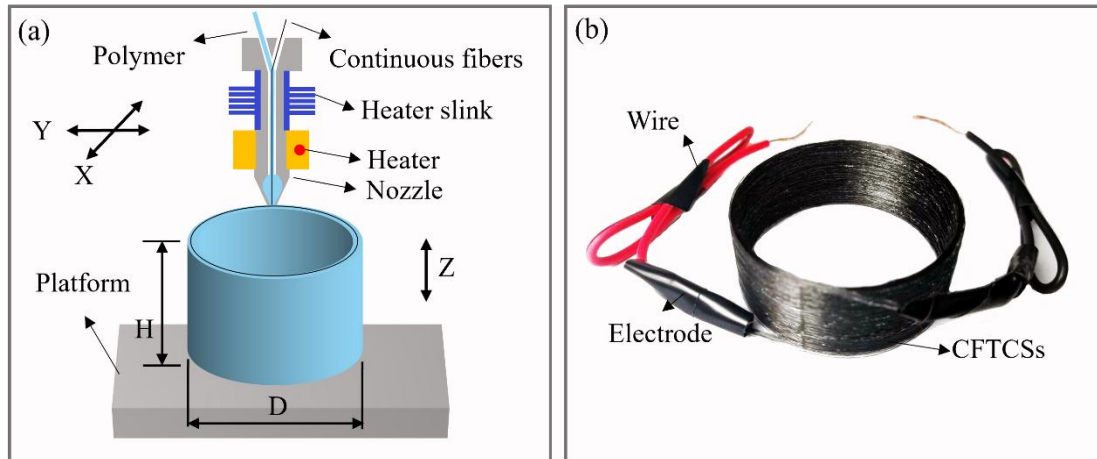 (a)
Polymer
Continuous fibers
Heater slink
Y
X
Heater
Nozzle
Z
Platform
H
D
(b)
Wire
Electrode
CFTCSs